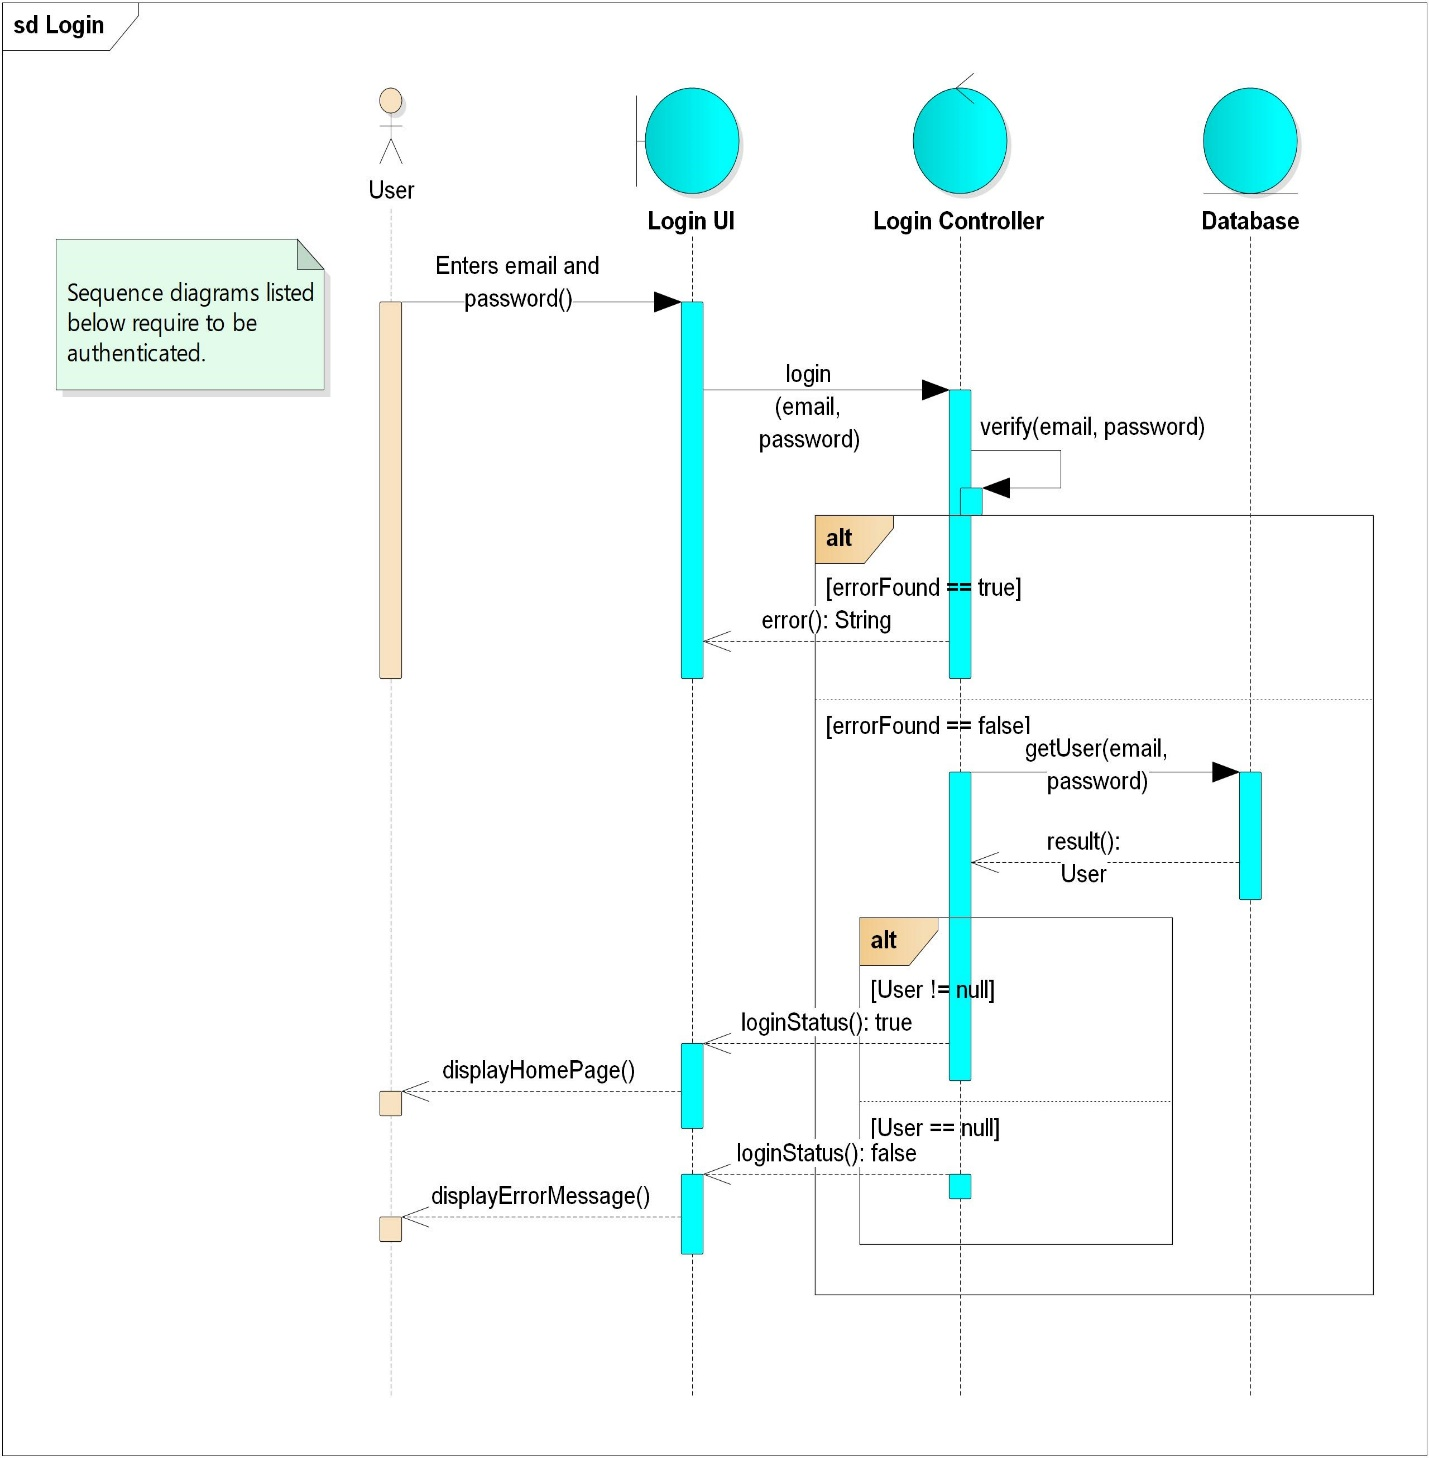 sd Login
User
Login UI
Login Controller
Database
Sequence diagrams listed
below require to be
authenticated.
Enters email and
password()
login
(email,
password)
verify(email, password)
alt
[errorFound == true]
error(): String
[errorFound == false]
getUser(email,
password)
result():
User
alt
[User != null]
loginStatus(): true
displayHomePage()
[User == null]
loginStatus(): false
displayErrorMessage()